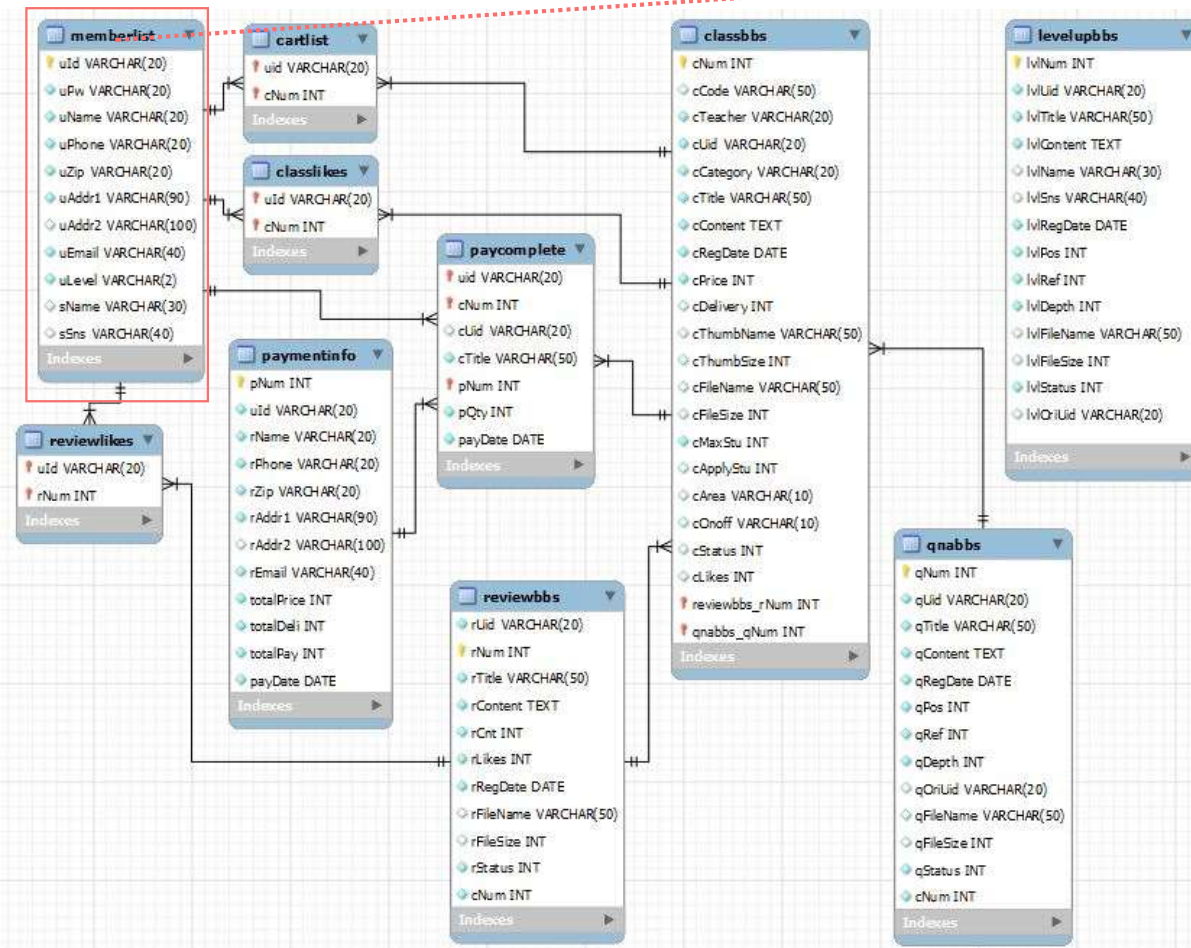 memberlist
uId VARCHAR(20)
uPw VARCHAR(20)
uName VARCHAR(20)
uPhone VARCHAR(20)
uZip VARCHAR(20)
uAddr1 VARCHAR(90)
uAddr2 VARCHAR(100)
uEmail VARCHAR(40)
uLevel VARCHAR(2)
sName VARCHAR(30)
sSns VARCHAR(40)
Indexes
cartlist
uid VARCHAR(20)
cNum INT
Indexes
classlikes
uId VARCHAR(20)
cNum INT
Indexes
reviewlikes
uId VARCHAR(20)
rNum INT
Indexes
paymentinfo
pNum INT
uId VARCHAR(20)
rName VARCHAR(20)
rPhone VARCHAR(20)
rZip VARCHAR(20)
rAddr1 VARCHAR(90)
rAddr2 VARCHAR(100)
rEmail VARCHAR(40)
totalPrice INT
totalDeli INT
totalPay INT
payDate DATE
Indexes
paycomplete
uid VARCHAR(20)
cNum INT
cUid VARCHAR(20)
cTitle VARCHAR(50)
pNum INT
pQty INT
payDate DATE
Indexes
reviewbbs
rUid VARCHAR(20)
rNum INT
rTitle VARCHAR(50)
rContent TEXT
rCnt INT
rLikes INT
rRegDate DATE
rFileName VARCHAR(50)
rFileSize INT
rStatus INT
cNum INT
Indexes
classbbs
cNum INT
cCode VARCHAR(50)
cTeacher VARCHAR(20)
cUid VARCHAR(20)
cCategory VARCHAR(20)
cTitle VARCHAR(50)
cContent TEXT
cRegDate DATE
cPrice INT
cDelivery INT
cThumbName VARCHAR(50)
cThumbSize INT
cFileName VARCHAR(50)
cFileSize INT
cMaxStu INT
cApplyStu INT
cArea VARCHAR(10)
cOnoff VARCHAR(10)
cStatus INT
cLikes INT
reviewbbs_rNum INT
qnabbs_qNum INT
Indexes
levelupbbs
lvlNum INT
lvlUid VARCHAR(20)
lvlTitle VARCHAR(50)
lvlContent TEXT
lvlName VARCHAR(30)
lvlSns VARCHAR(40)
lvlRegDate DATE
lvlPos INT
lvlRef INT
lvlDepth INT
lvlFileName VARCHAR(50)
lvlFileSize INT
lvlStatus INT
lvlOriUid VARCHAR(20)
Indexes
qnabbs
qNum INT
qUid VARCHAR(20)
qTitle VARCHAR(50)
qContent TEXT
qRegDate DATE
qPos INT
qRef INT
qDepth INT
qOriUid VARCHAR(20)
qFileName VARCHAR(50)
qFileSize INT
qStatus INT
cNum INT
Indexes